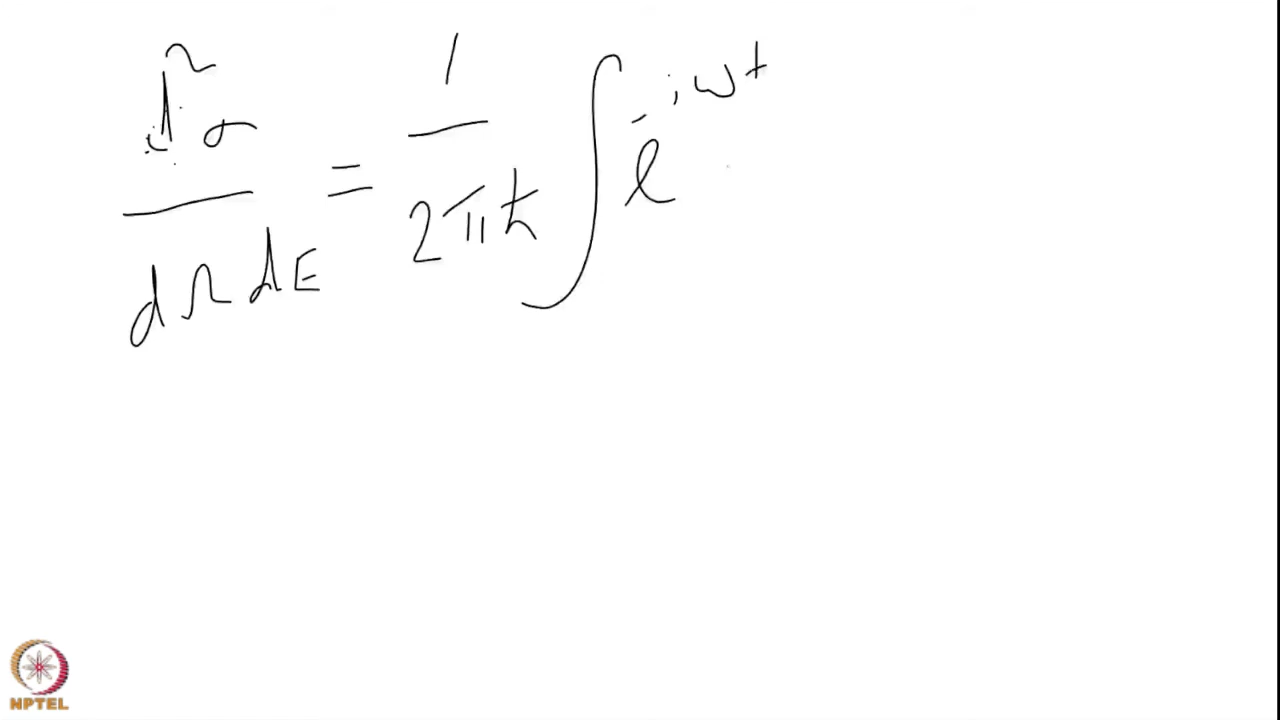 d²σ / dΩ dE = 1 / 2πħ ∫ e^{-iωt}
NPTEL